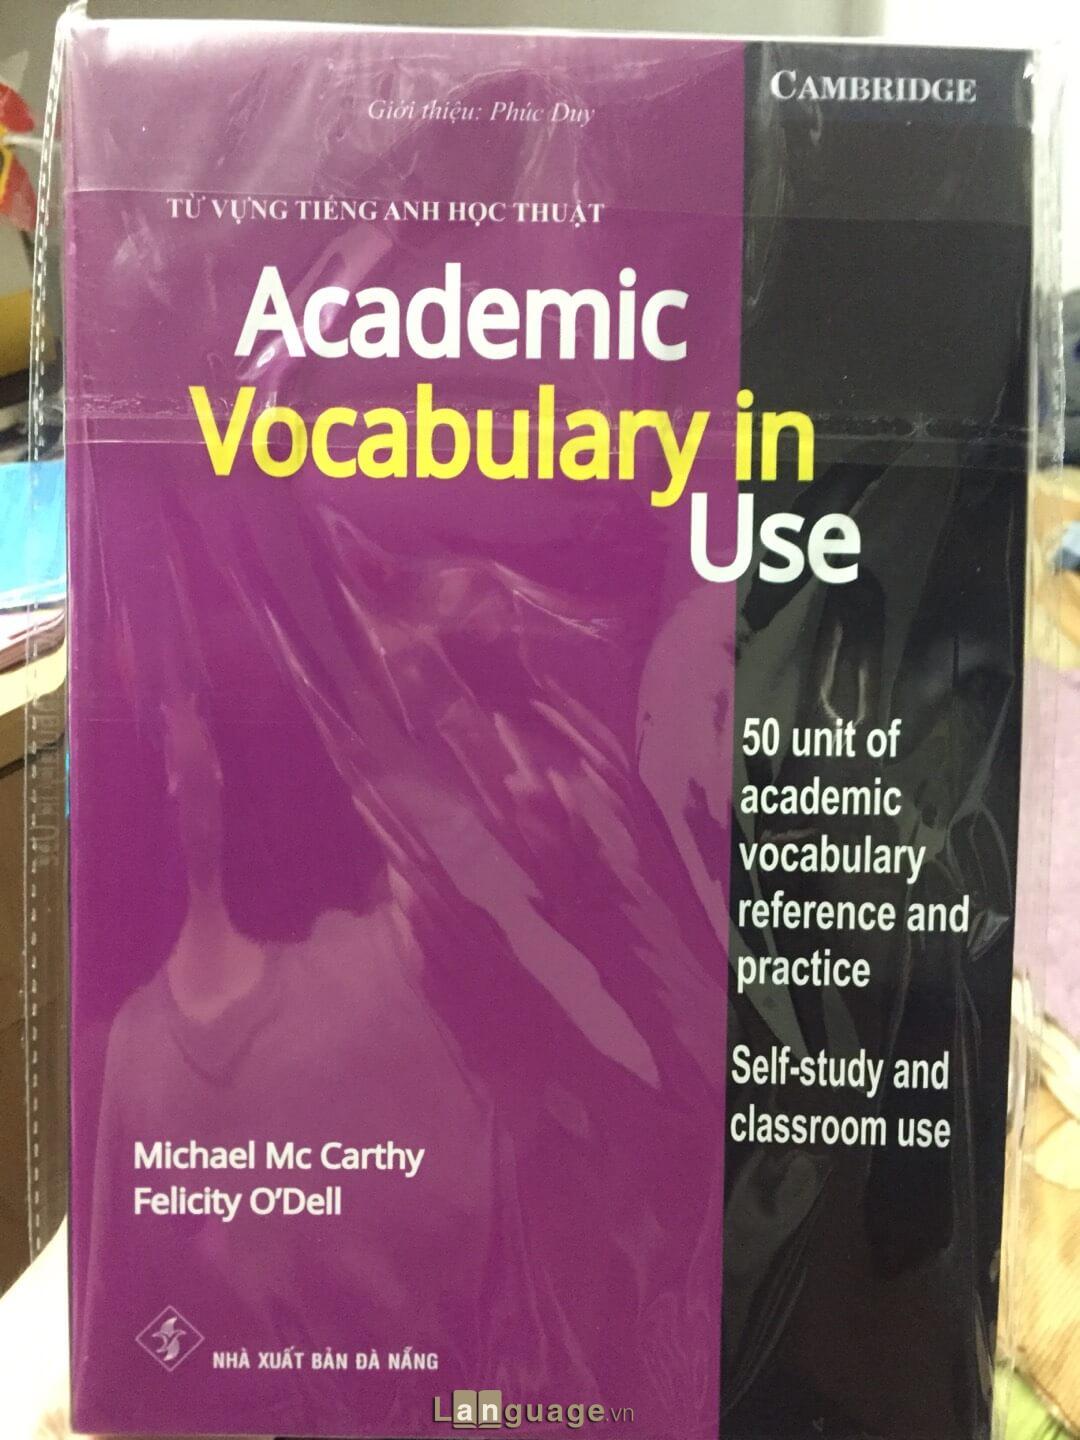 CAMBRIDGE
Giới thiệu: Phúc Duy
TỪ VỰNG TIẾNG ANH HỌC THUẬT
Academic
Vocabulary in
Use
50 unit of
academic
vocabulary
reference and
practice
Self-study and
classroom use
Michael Mc Carthy
Felicity O'Dell
NHÀ XUẤT BẢN ĐÀ NẴNG
Language.vn